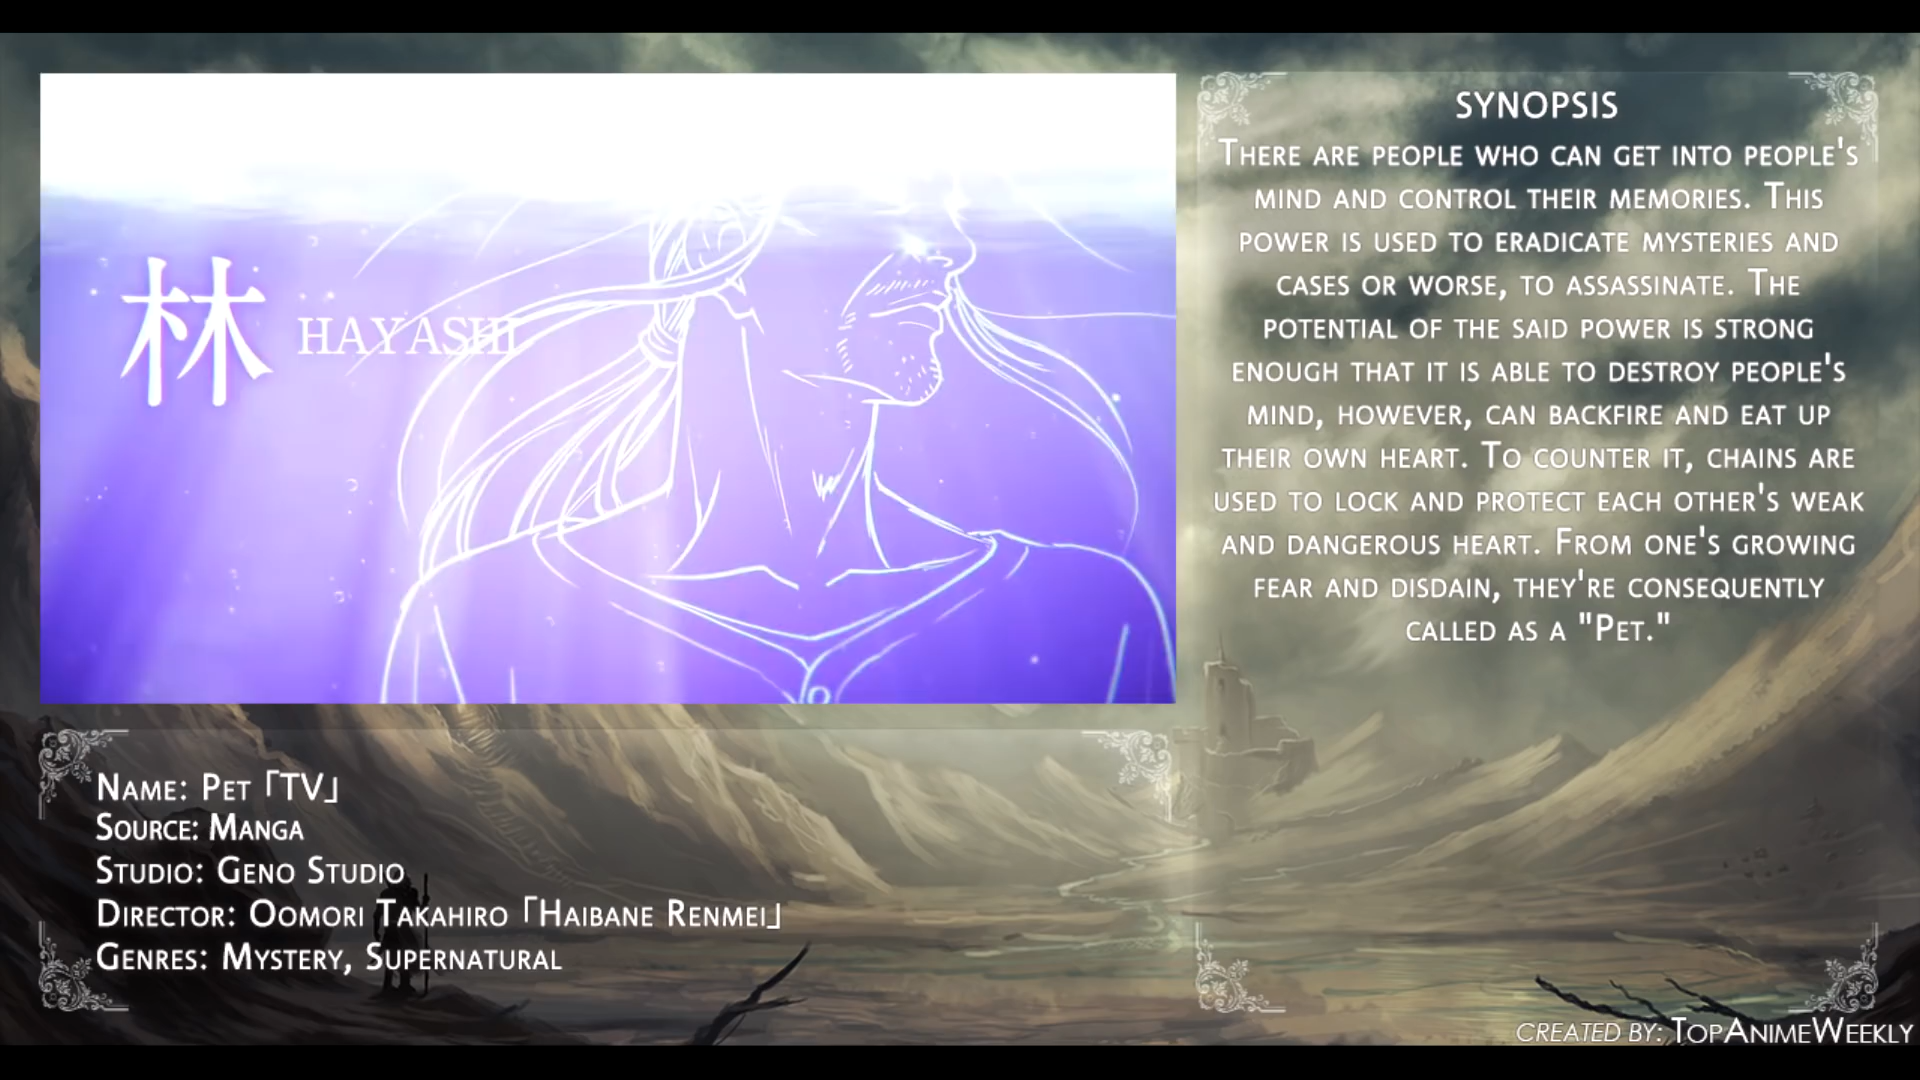 林 HAYASHI
SYNOPSIS
There are people who can get into people's
mind and control their memories. This
power is used to eradicate mysteries and
cases or worse, to assassinate. The
potential of the said power is strong
enough that it is able to destroy people's
mind, however, can backfire and eat up
their own heart. To counter it, chains are
used to lock and protect each other's weak
and dangerous heart. From one's growing
fear and disdain, they're consequently
called as a "Pet."
Name: Pet「TV」
Source: Manga
Studio: Geno Studio
Director: Oomori Takahiro「Haibane Renmei」
Genres: Mystery, Supernatural
CREATED BY: TopAnimeWeekly